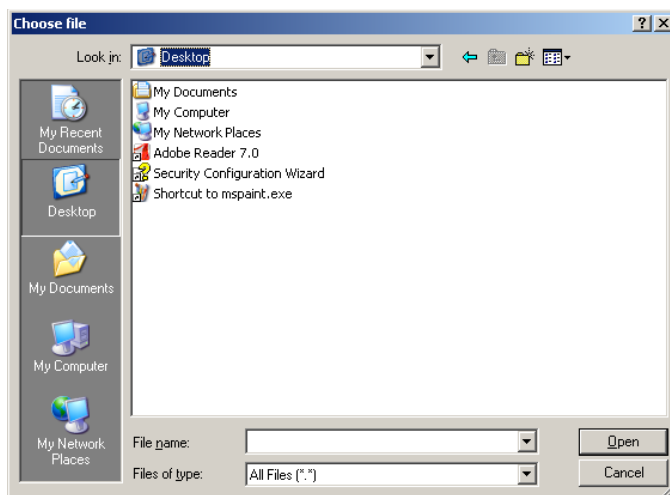 Choose file
Look in:
Desktop
My Recent
Documents
Desktop
My Documents
My Computer
My Network
Places
My Documents
My Computer
My Network Places
Adobe Reader 7.0
Security Configuration Wizard
Shortcut to mspaint.exe
File name:
Open
Files of type:
All Files (*.*)
Cancel